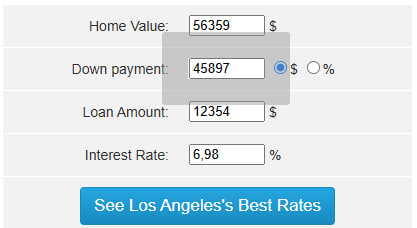 Home Value: 56359 $
Down payment: 45897 $ %
Loan Amount: 12354 $
Interest Rate: 6,98 %
See Los Angeles's Best Rates